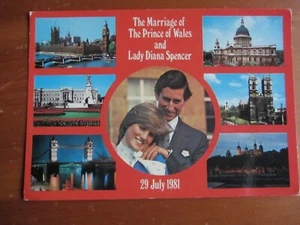 The Marriage of
The Prince of Wales
and
Lady Diana Spencer
29 July 1981